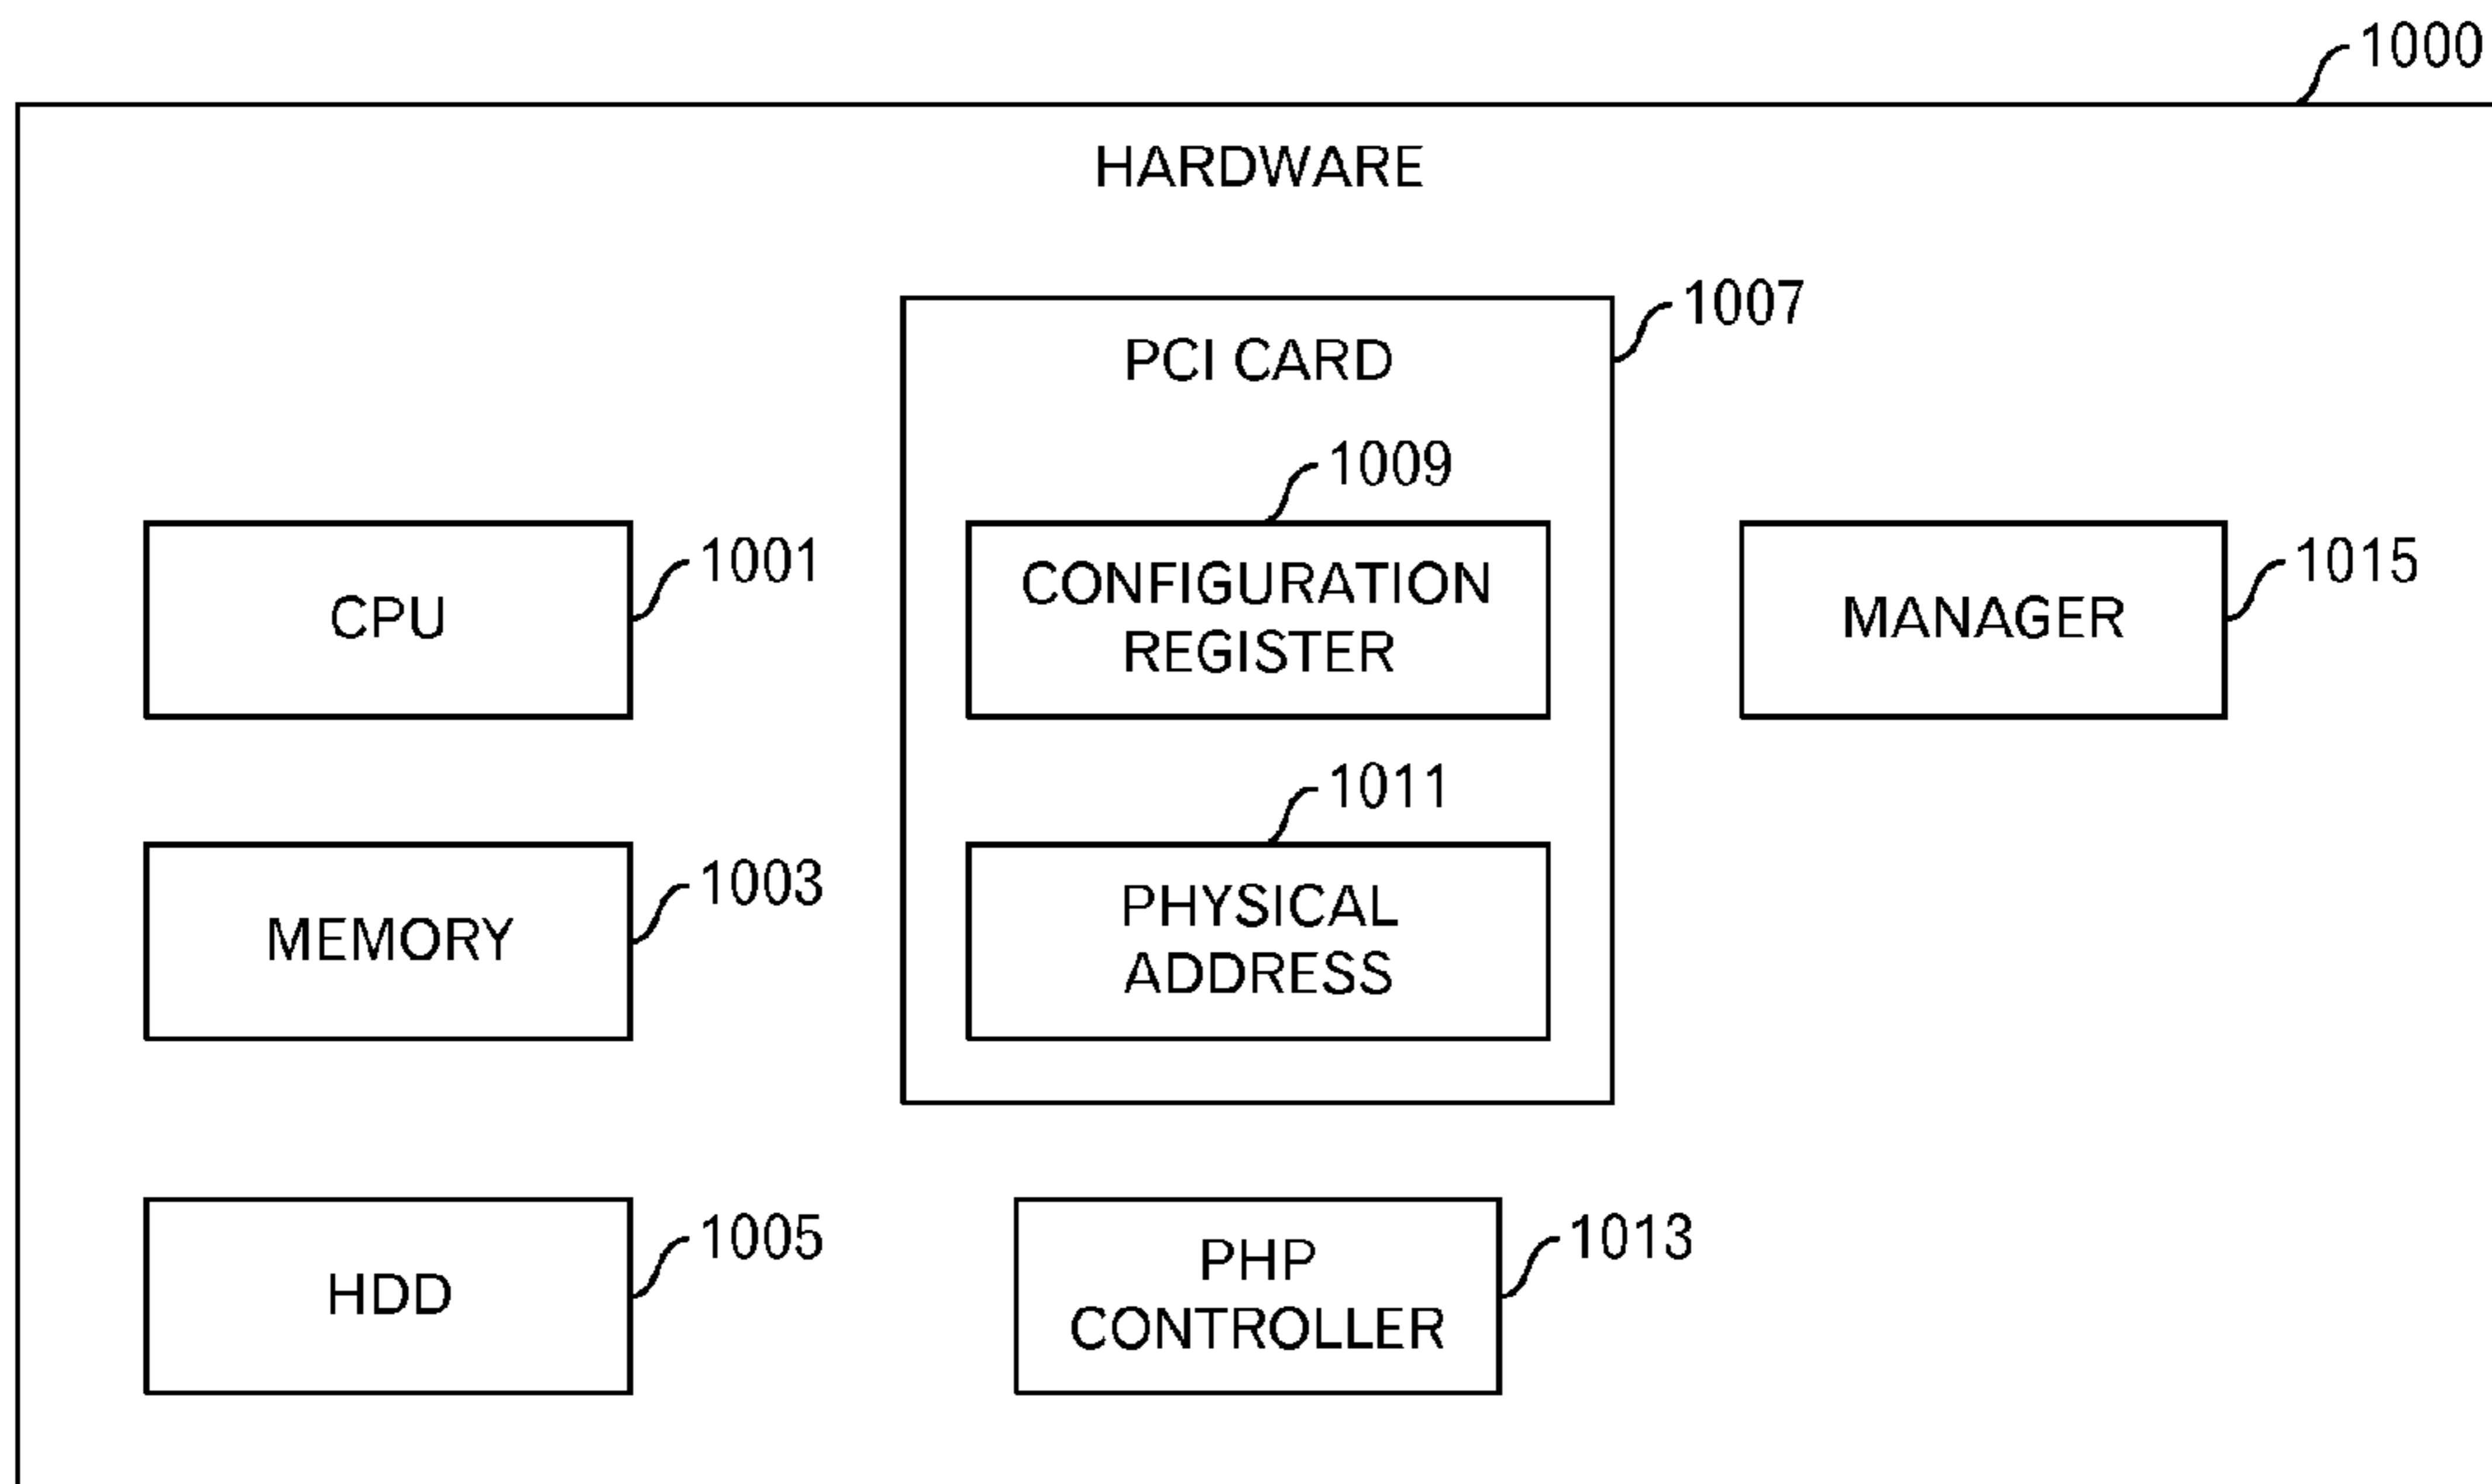 1000
HARDWARE
1007
PCI CARD
1009
CONFIGURATION
REGISTER
1001
CPU
1015
MANAGER
1011
PHYSICAL
ADDRESS
1003
MEMORY
1005
HDD
1013
PHP
CONTROLLER